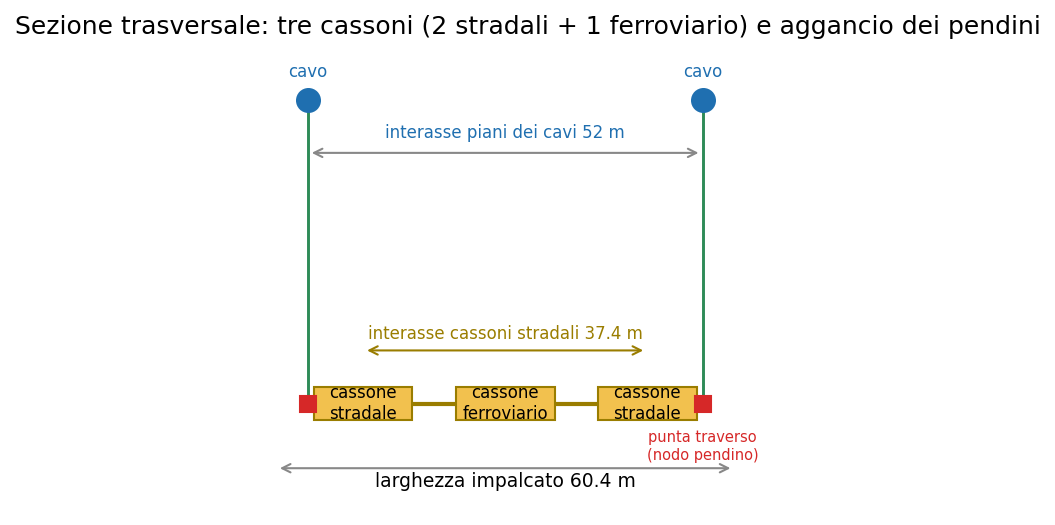 Sezione trasversale: tre cassoni (2 stradali + 1 ferroviario) e aggancio dei pendini
cavo
cavo
interasse piani dei cavi 52 m
interasse cassoni stradali 37.4 m
cassone
stradale
cassone
ferroviario
cassone
stradale
punta traverso
(nodo pendino)
larghezza impalcato 60.4 m